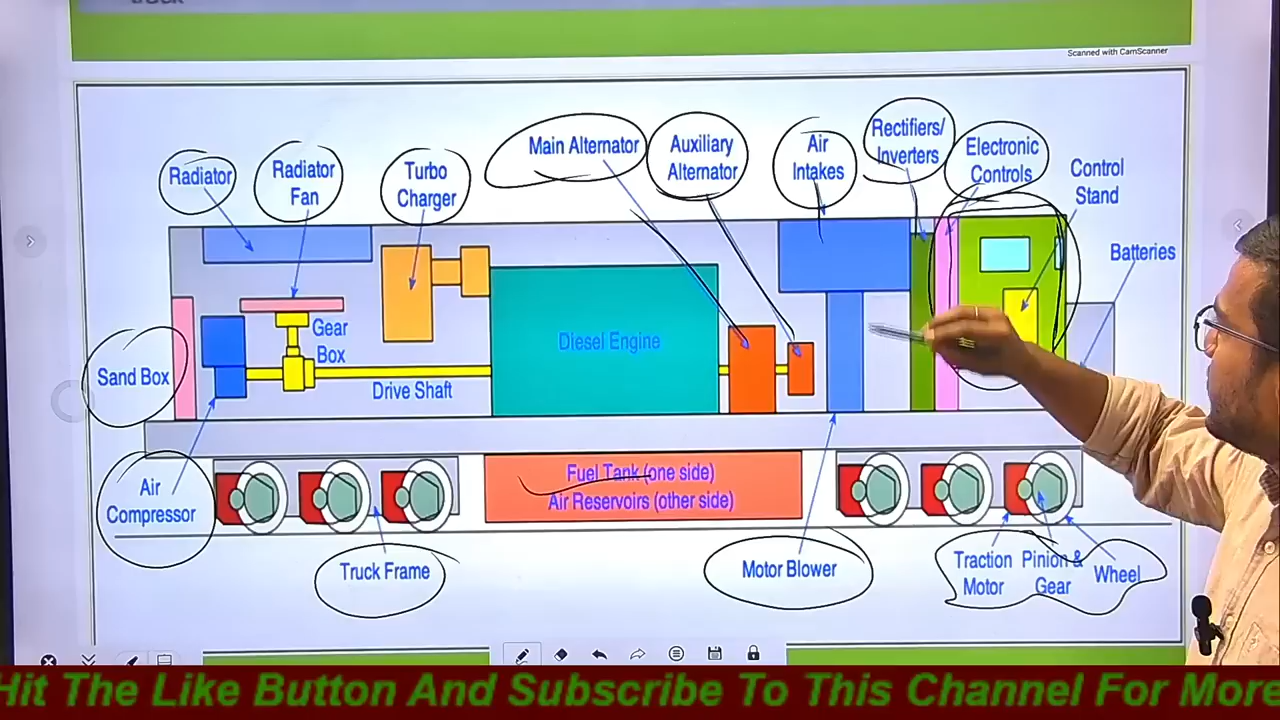 Scanned with CamScanner
Radiator
Radiator
Fan
Turbo
Charger
Main Alternator
Auxiliary
Alternator
Air
Intakes
Rectifiers/
Inverters
Electronic
Controls
Control
Stand
Batteries
Gear
Box
Diesel Engine
Sand Box
Drive Shaft
Air
Compressor
Fuel Tank (one side)
Air Reservoirs (other side)
Truck Frame
Motor Blower
Traction
Motor
Pinion &
Gear
Wheel
Hit The Like Button And Subscribe To This Channel For More